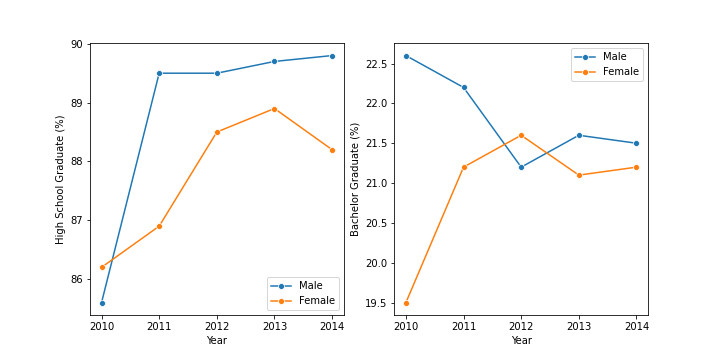 90
89
88
87
86
High School Graduate (%)
2010 2011 2012 2013 2014
Year
Male
Female
22.5
22.0
21.5
21.0
20.5
20.0
19.5
Bachelor Graduate (%)
2010 2011 2012 2013 2014
Year
Male
Female